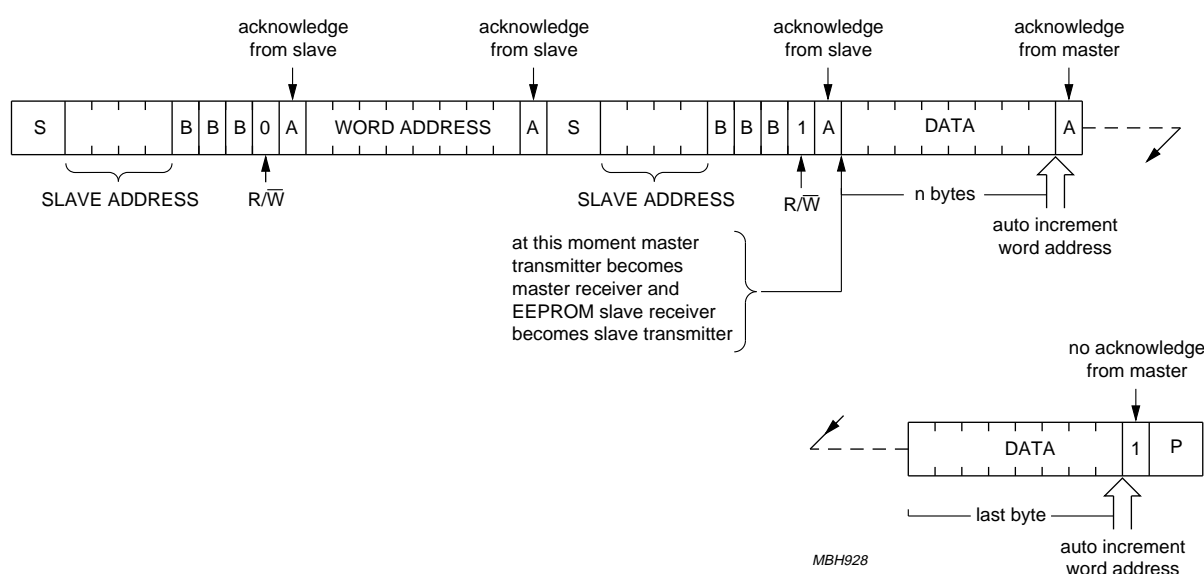 acknowledge
from slave
acknowledge
from slave
acknowledge
from slave
acknowledge
from master
S B B B 0 A WORD ADDRESS A S B B B 1 A DATA A
SLAVE ADDRESS
R/W̅
SLAVE ADDRESS
R/W̅
n bytes
auto increment
word address
at this moment master
transmitter becomes
master receiver and
EEPROM slave receiver
becomes slave transmitter
no acknowledge
from master
DATA 1 P
last byte
auto increment
word address
MBH928